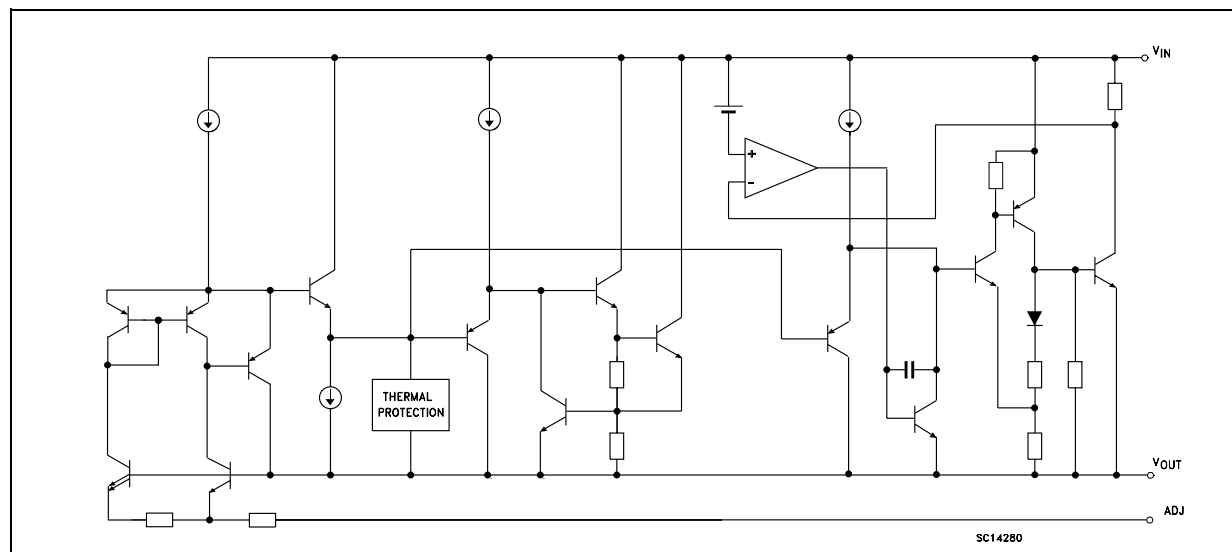 VIN
+
-
THERMAL
PROTECTION
VOUT
ADJ
SC14280